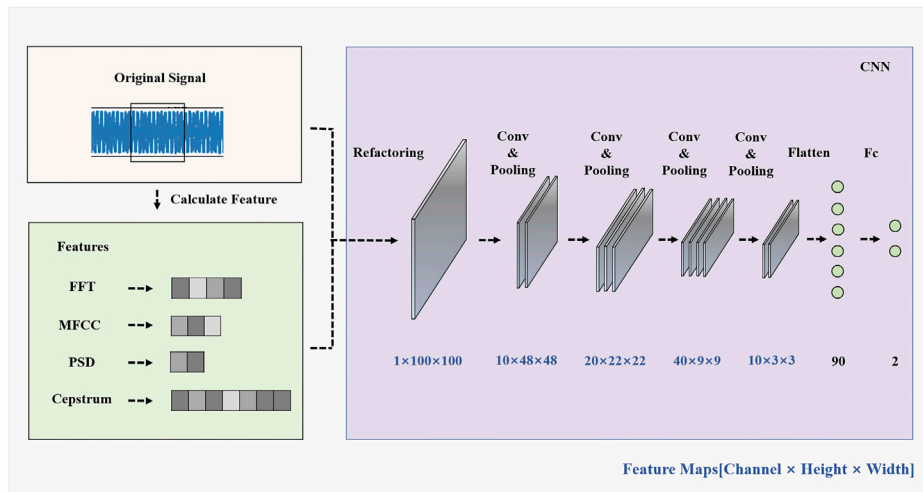 Original Signal
Calculate Feature
Features
FFT
MFCC
PSD
Cepstrum
CNN
Refactoring
Conv
&
Pooling
Conv
&
Pooling
Conv
&
Pooling
Conv
&
Pooling
Flatten
Fc
1×100×100
10×48×48
20×22×22
40×9×9
10×3×3
90
2
Feature Maps[Channel × Height × Width]